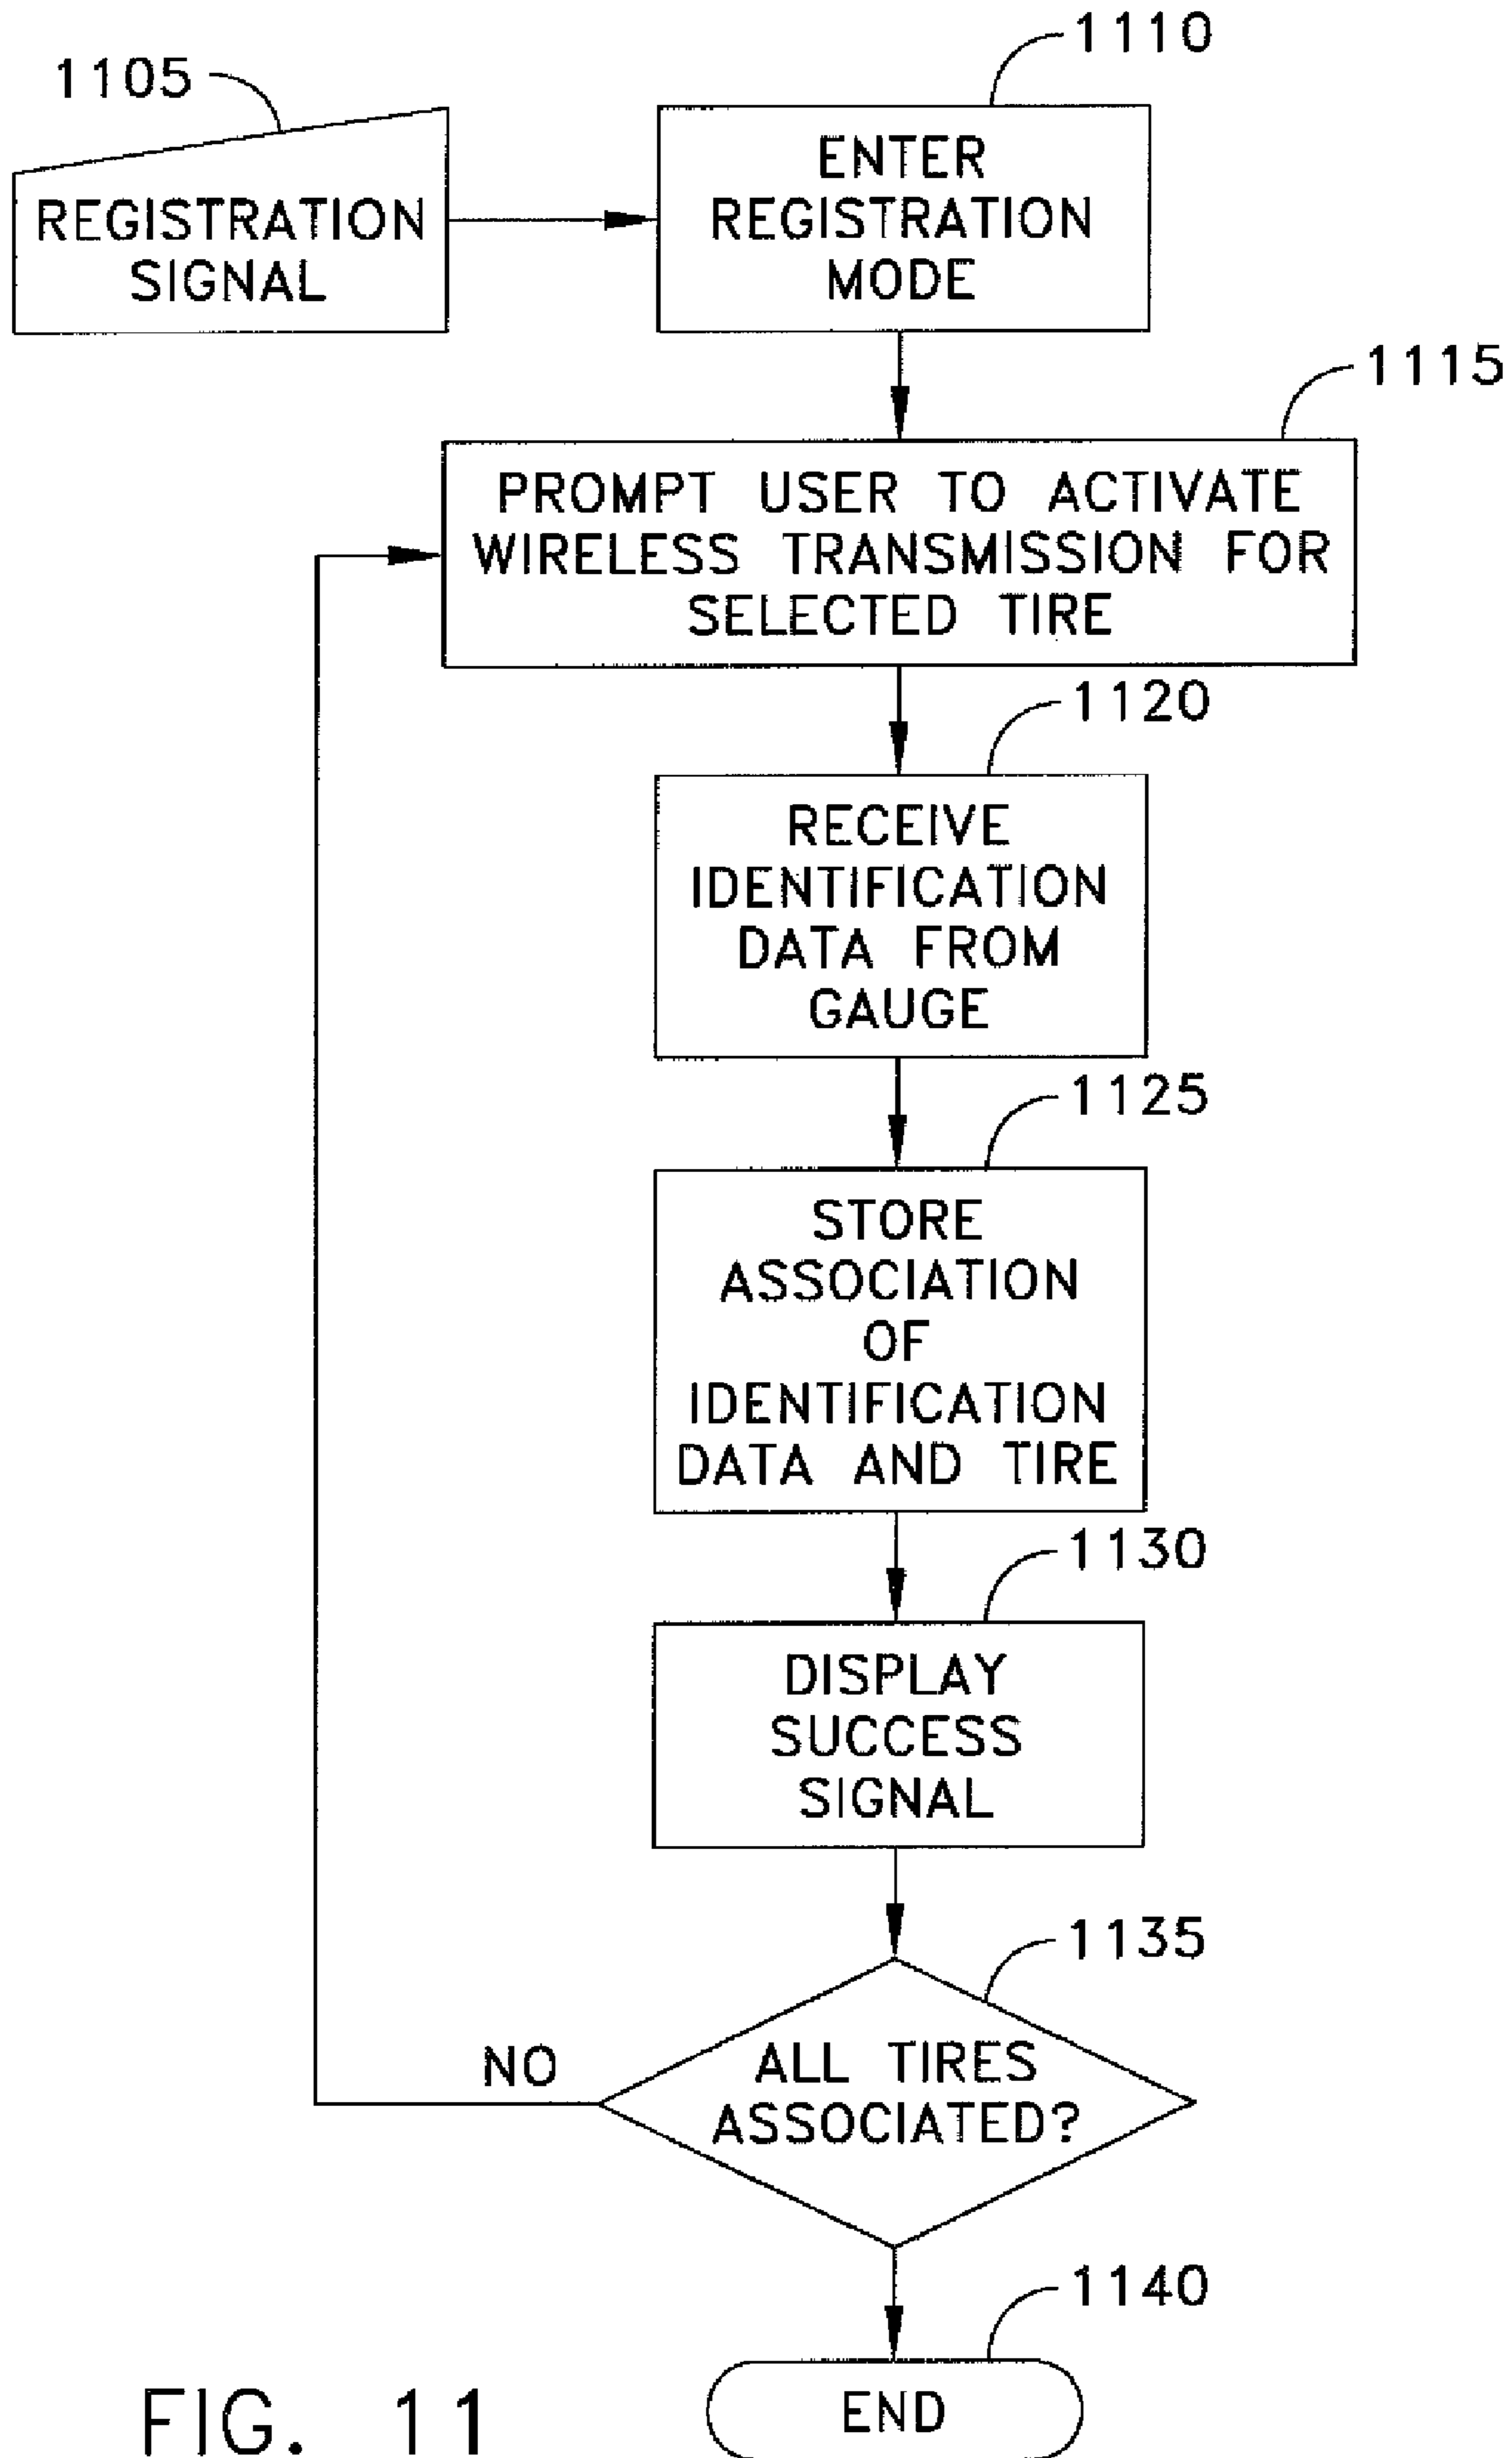 1105
1110
REGISTRATION
SIGNAL
ENTER
REGISTRATION
MODE
1115
PROMPT USER TO ACTIVATE
WIRELESS TRANSMISSION FOR
SELECTED TIRE
1120
RECEIVE
IDENTIFICATION
DATA FROM
GAUGE
1125
STORE
ASSOCIATION
OF
IDENTIFICATION
DATA AND TIRE
1130
DISPLAY
SUCCESS
SIGNAL
1135
NO
ALL TIRES
ASSOCIATED?
1140
END
FIG. 11